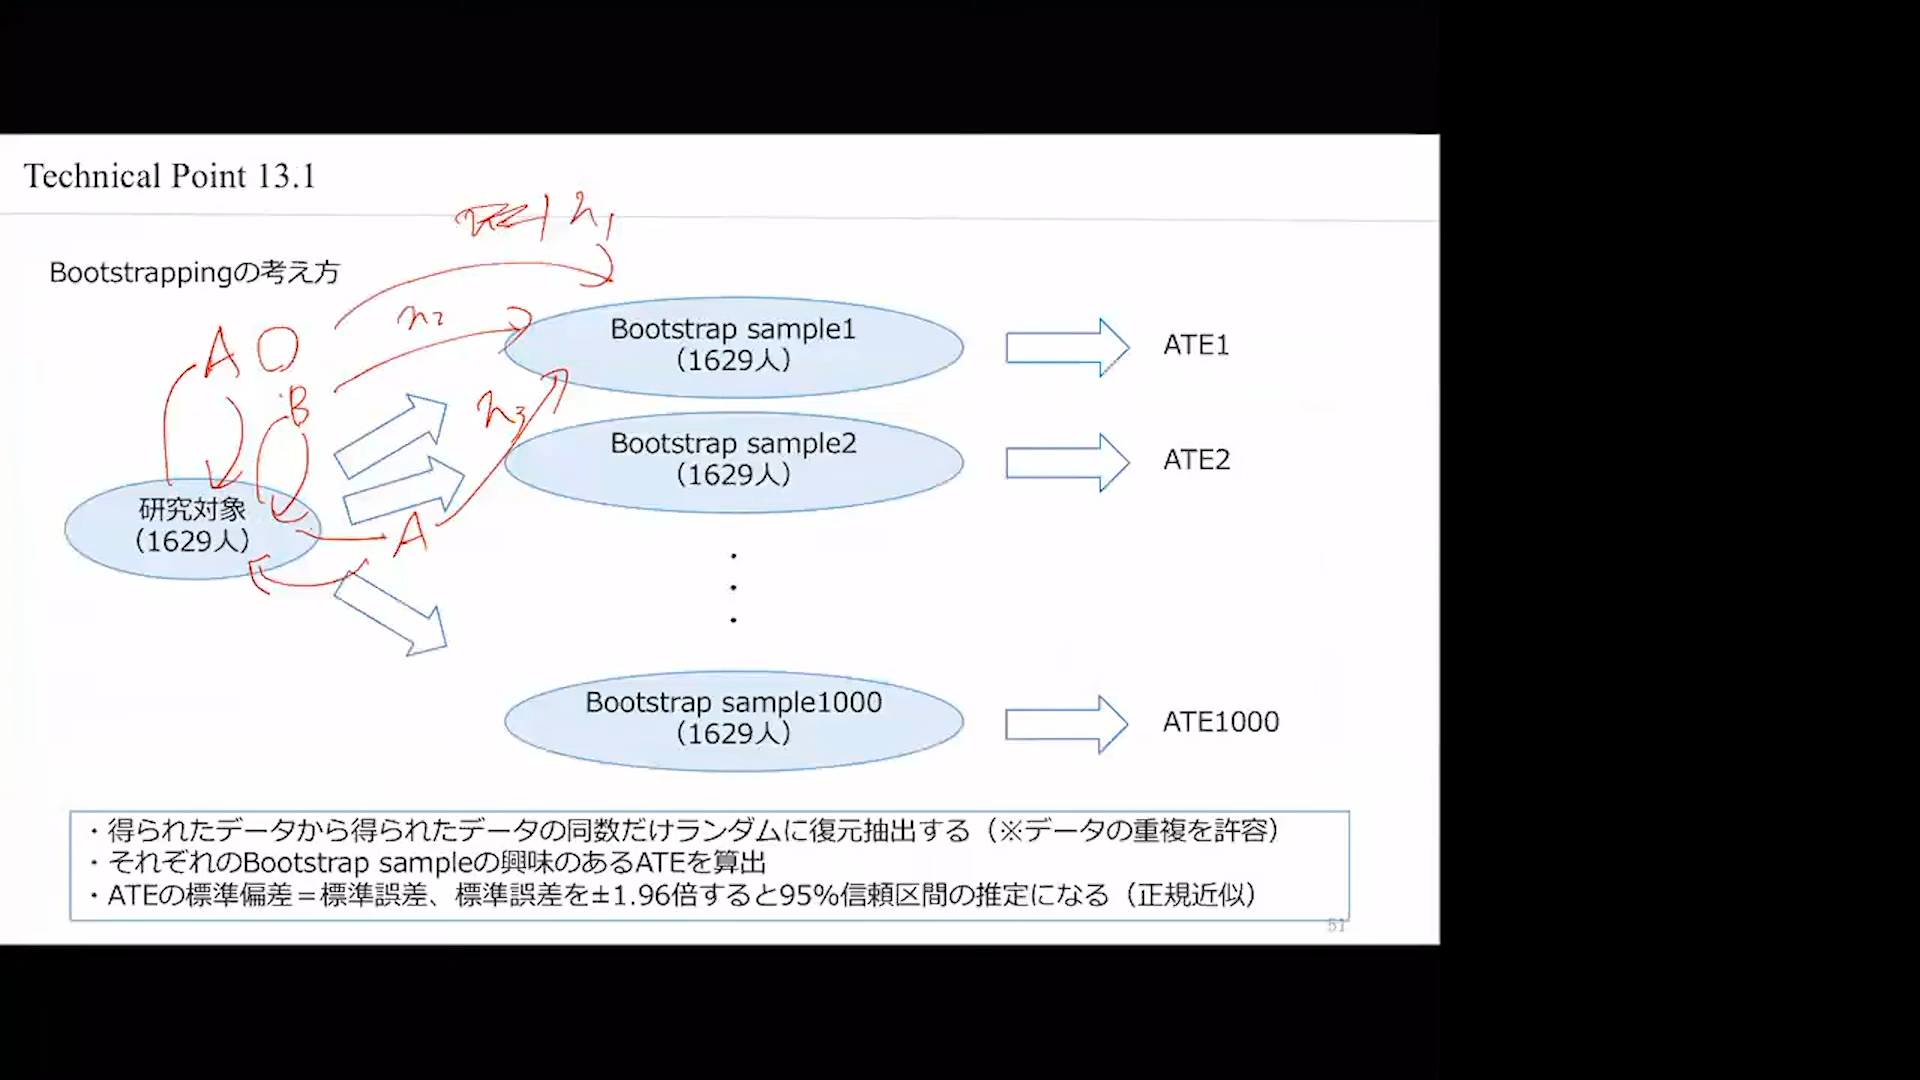 Technical Point 13.1
n1
Bootstrappingの考え方
n2
A
B
n3
A
研究対象
（1629人）
Bootstrap sample1
（1629人）
ATE1
Bootstrap sample2
（1629人）
ATE2
・
・
・
Bootstrap sample1000
（1629人）
ATE1000
・得られたデータから得られたデータの同数だけランダムに復元抽出する（※データの重複を許容）
・それぞれのBootstrap sampleの興味のあるATEを算出
・ATEの標準偏差＝標準誤差、標準誤差を±1.96倍すると95%信頼区間の推定になる（正規近似）
51